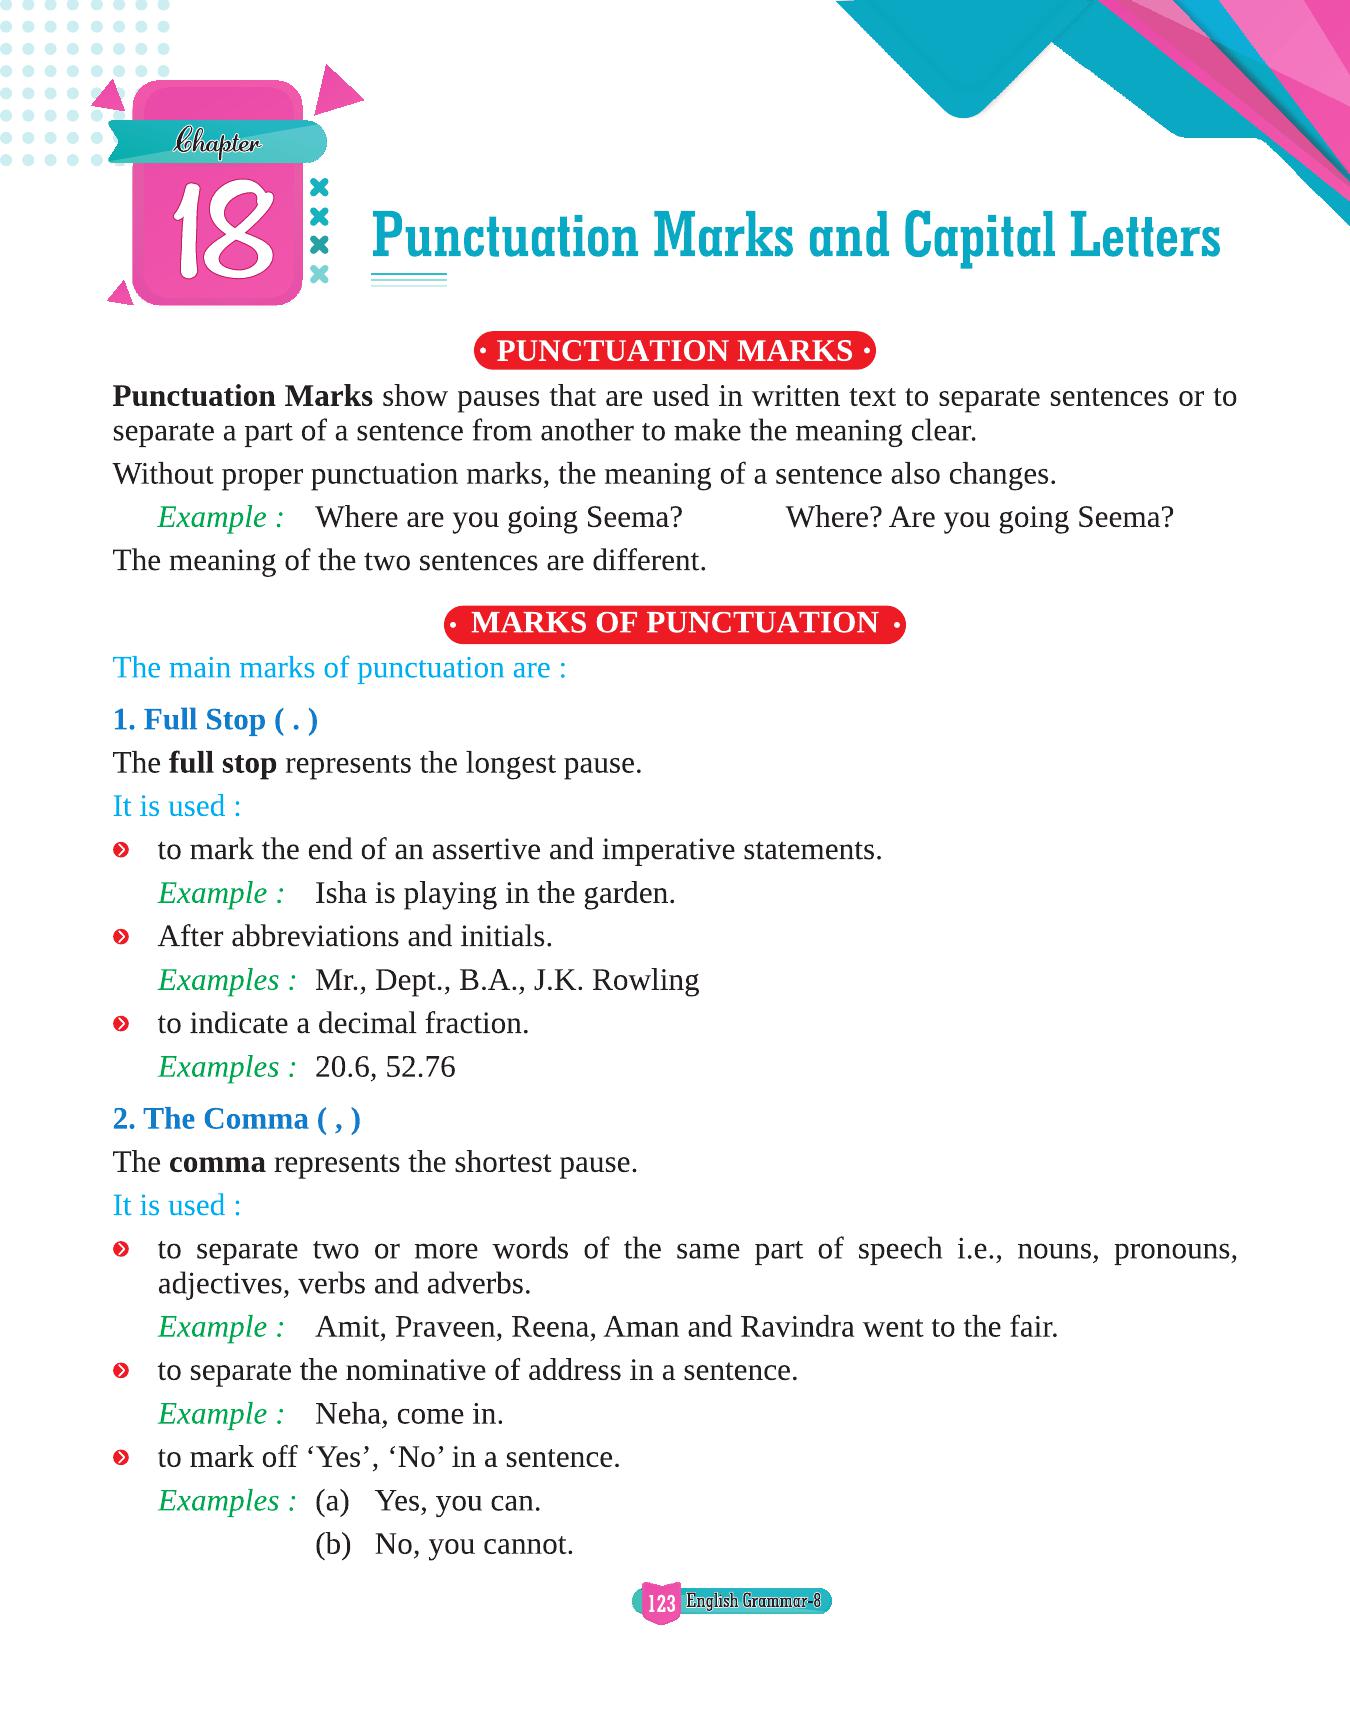 Chapter
18
Punctuation Marks and Capital Letters
PUNCTUATION MARKS
Punctuation Marks show pauses that are used in written text to separate sentences or to
separate a part of a sentence from another to make the meaning clear.
Without proper punctuation marks, the meaning of a sentence also changes.
Example : Where are you going Seema? Where? Are you going Seema?
The meaning of the two sentences are different.
MARKS OF PUNCTUATION
The main marks of punctuation are :
1. Full Stop ( . )
The full stop represents the longest pause.
It is used :
to mark the end of an assertive and imperative statements.
Example : Isha is playing in the garden.
After abbreviations and initials.
Examples : Mr., Dept., B.A., J.K. Rowling
to indicate a decimal fraction.
Examples : 20.6, 52.76
2. The Comma ( , )
The comma represents the shortest pause.
It is used :
to separate two or more words of the same part of speech i.e., nouns, pronouns,
adjectives, verbs and adverbs.
Example : Amit, Praveen, Reena, Aman and Ravindra went to the fair.
to separate the nominative of address in a sentence.
Example : Neha, come in.
to mark off ‘Yes’, ‘No’ in a sentence.
Examples : (a) Yes, you can.
(b) No, you cannot.
123 English Grammar-8